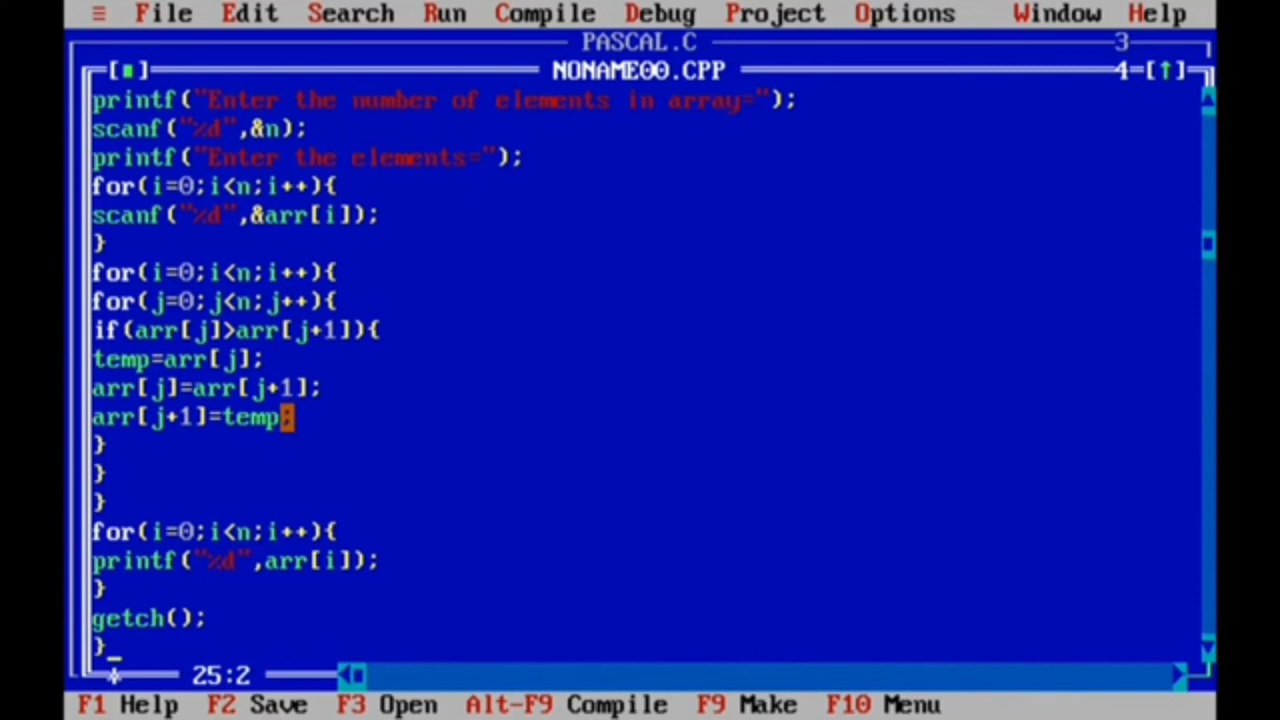 ≡ File Edit Search Run Compile Debug Project Options Window Help
PASCAL.C 3
[■] NONAME00.CPP 4=[↑]
printf("Enter the number of elements in array=");
scanf("%d",&n);
printf("Enter the elements=");
for(i=0;i<n;i++){
scanf("%d",&arr[i]);
}
for(i=0;i<n;i++){
for(j=0;j<n;j++){
if(arr[j]>arr[j+1]){
temp=arr[j];
arr[j]=arr[j+1];
arr[j+1]=temp;
}
}
}
for(i=0;i<n;i++){
printf("%d",arr[i]);
}
getch();
}_
25:2
F1 Help F2 Save F3 Open Alt-F9 Compile F9 Make F10 Menu